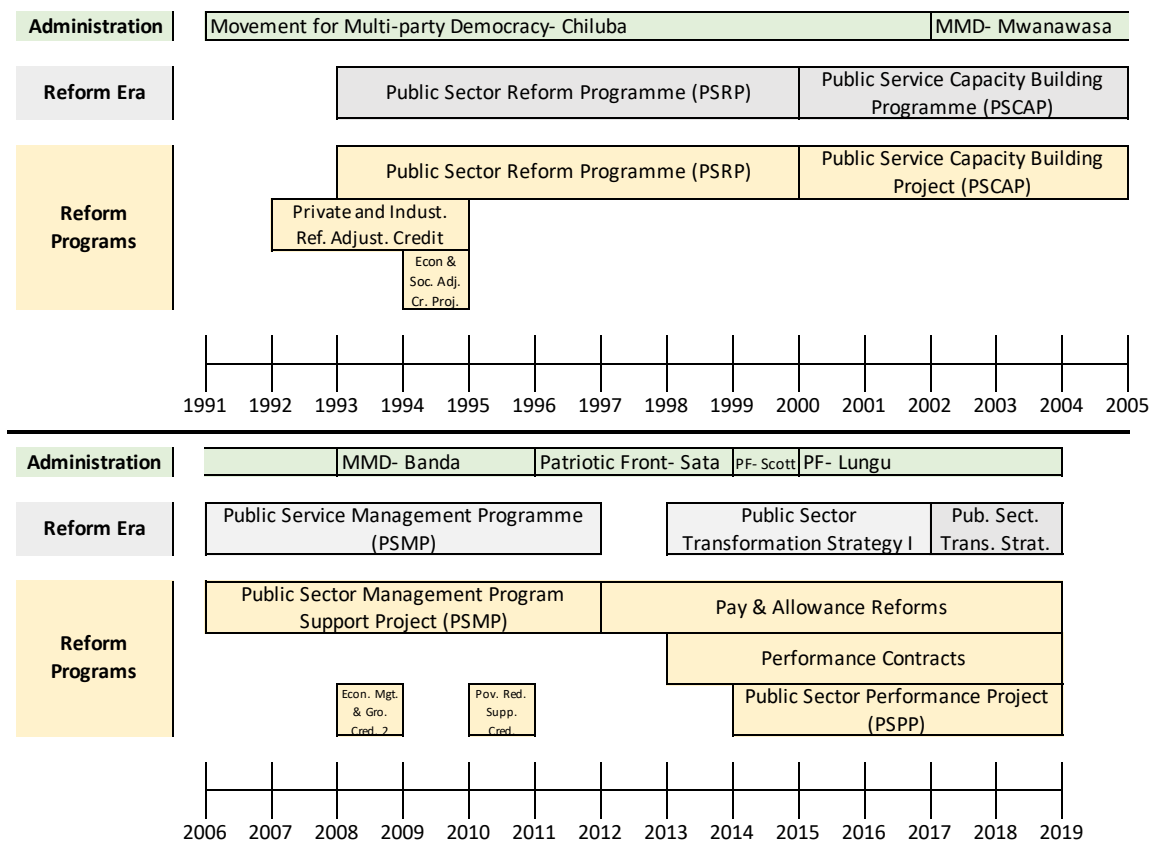 Administration
Movement for Multi-party Democracy- Chiluba
MMD- Mwanawasa
Reform Era
Public Sector Reform Programme (PSRP)
Public Service Capacity Building
Programme (PSCAP)
Reform
Programs
Public Sector Reform Programme (PSRP)
Public Service Capacity Building
Project (PSCAP)
Private and Indust.
Ref. Adjust. Credit
Econ &
Soc. Adj.
Cr. Proj.
1991 1992 1993 1994 1995 1996 1997 1998 1999 2000 2001 2002 2003 2004 2005
Administration
MMD- Banda
Patriotic Front- Sata
PF- Scott
PF- Lungu
Reform Era
Public Service Management Programme
(PSMP)
Public Sector
Transformation Strategy I
Pub. Sect.
Trans. Strat.
Reform
Programs
Public Sector Management Program
Support Project (PSMP)
Pay & Allowance Reforms
Performance Contracts
Econ. Mgt.
& Gro.
Cred. 2
Pov. Red.
Supp.
Cred.
Public Sector Performance Project
(PSPP)
2006 2007 2008 2009 2010 2011 2012 2013 2014 2015 2016 2017 2018 2019